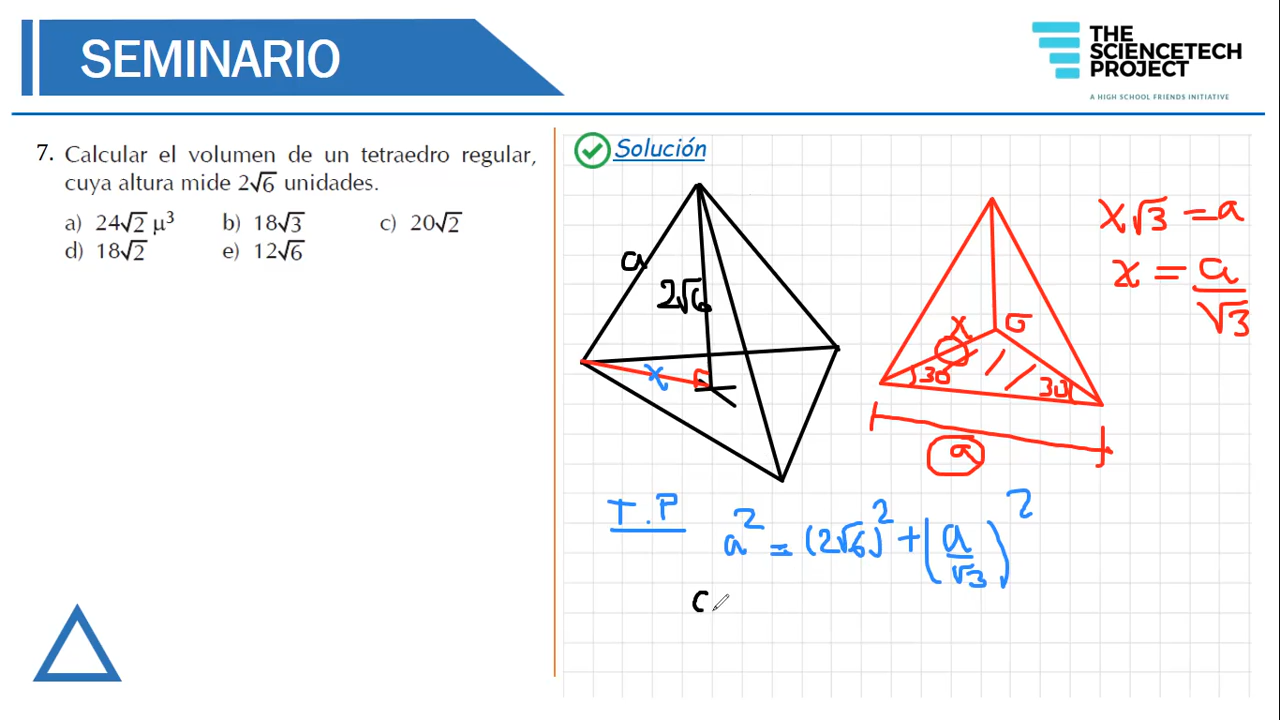 SEMINARIO
THE
SCIENCETECH
PROJECT
A HIGH SCHOOL FRIENDS INITIATIVE
7. Calcular el volumen de un tetraedro regular,
cuya altura mide 2√6 unidades.
a) 24√2 μ³ b) 18√3 c) 20√2
d) 18√2 e) 12√6
Solución
a
2√6
x
x G
30 30
a
x√3 = a
x = a/√3
T.P
a² = (2√6)² + (a/√3)²